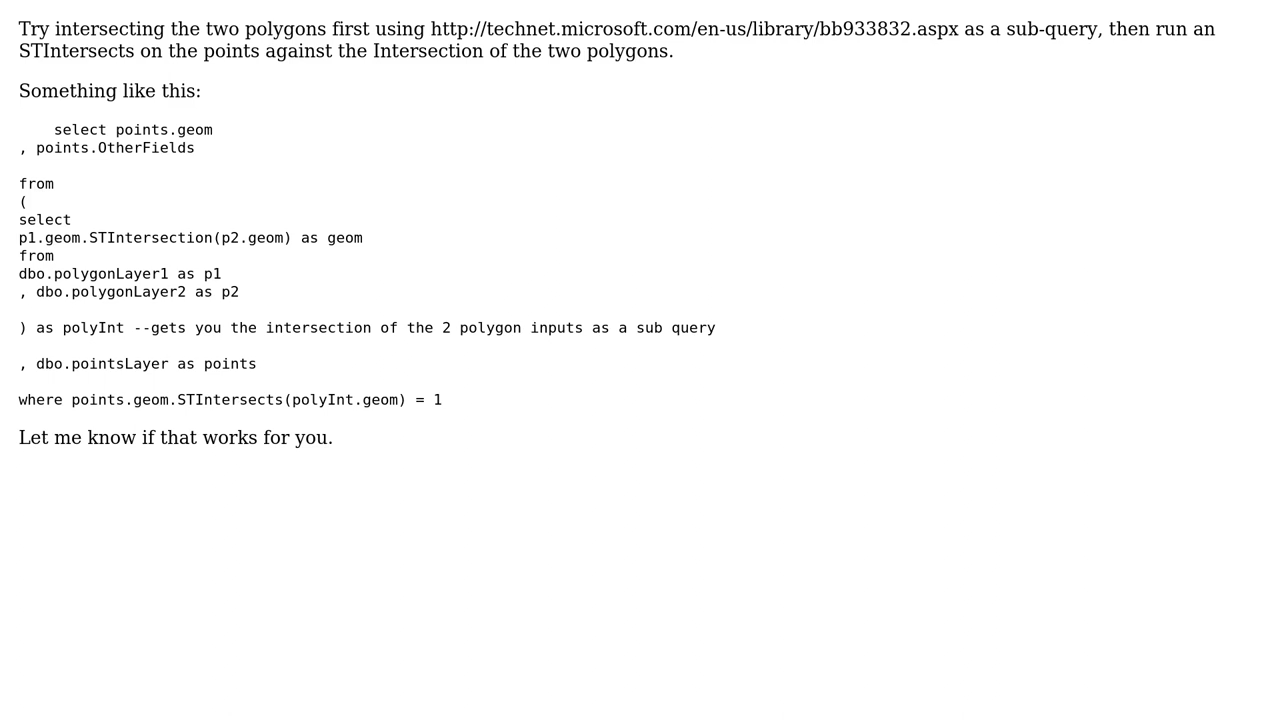 Try intersecting the two polygons first using http://technet.microsoft.com/en-us/library/bb933832.aspx as a sub-query, then run an
STIntersects on the points against the Intersection of the two polygons.
Something like this:
select points.geom
, points.OtherFields
from
(
select
p1.geom.STIntersection(p2.geom) as geom
from
dbo.polygonLayer1 as p1
, dbo.polygonLayer2 as p2
) as polyInt --gets you the intersection of the 2 polygon inputs as a sub query
, dbo.pointsLayer as points
where points.geom.STIntersects(polyInt.geom) = 1
Let me know if that works for you.